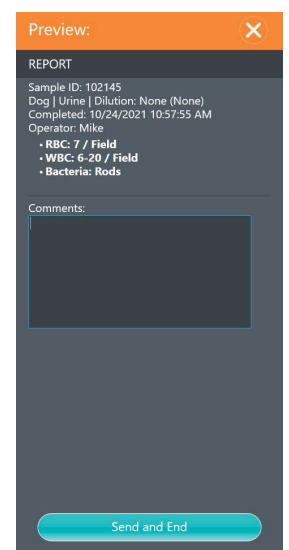 Preview:
REPORT
Sample ID: 102145
Dog | Urine | Dilution: None (None)
Completed: 10/24/2021 10:57:55 AM
Operator: Mike
• RBC: 7 / Field
• WBC: 6-20 / Field
• Bacteria: Rods
Comments:
Send and End